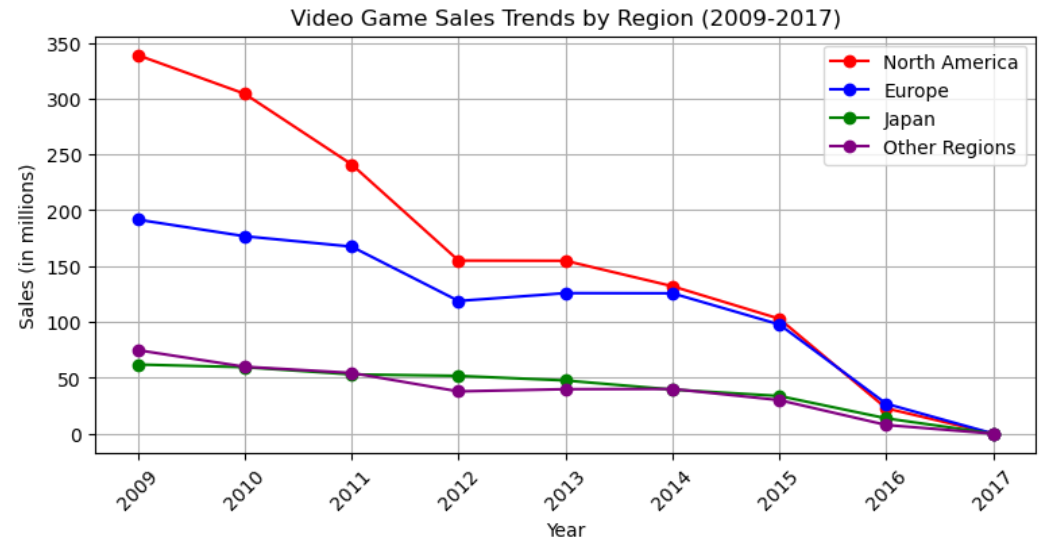 Video Game Sales Trends by Region (2009-2017)
350
300
250
200
150
100
50
0
Sales (in millions)
North America
Europe
Japan
Other Regions
2009
2010
2011
2012
2013
2014
2015
2016
2017
Year